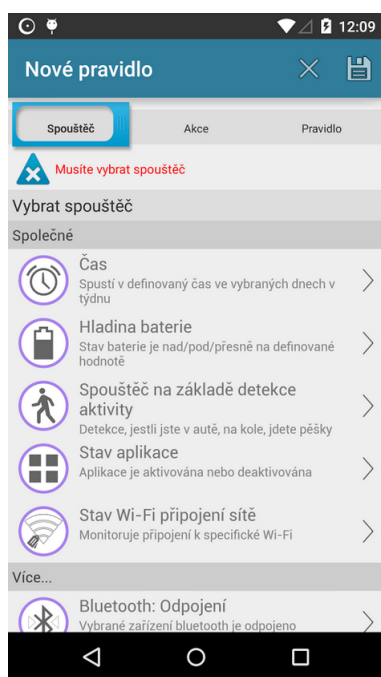 12:09
Nové pravidlo
Spouštěč
Akce
Pravidlo
Musíte vybrat spouštěč
Vybrat spouštěč
Společné
Čas
Spustí v definovaný čas ve vybraných dnech v
týdnu
Hladina baterie
Stav baterie je nad/pod/přesně na definované
hodnotě
Spouštěč na základě detekce
aktivity
Detekce, jestli jste v autě, na kole, jdete pěšky
Stav aplikace
Aplikace je aktivována nebo deaktivována
Stav Wi-Fi připojení sítě
Monitoruje připojení k specifické Wi-Fi
Více...
Bluetooth: Odpojení
Vybrané zařízení bluetooth je odpojeno